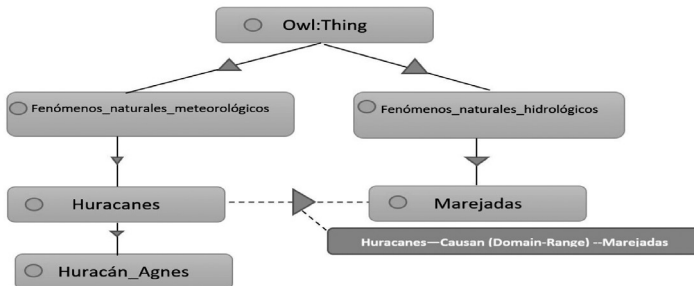 Owl:Thing
Fenómenos_naturales_meteorológicos
Fenómenos_naturales_hidrológicos
Huracanes
Marejadas
Huracanes—Causan (Domain-Range) --Marejadas
Huracán_Agnes